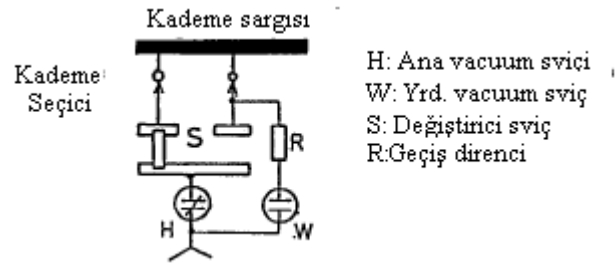 Kademe sargısı
Kademe
Seçici
S
R
H
W
H: Ana vacuum sviçi
W: Yrd. vacuum sviç
S: Değiştirici sviç
R:Geçiş direnci